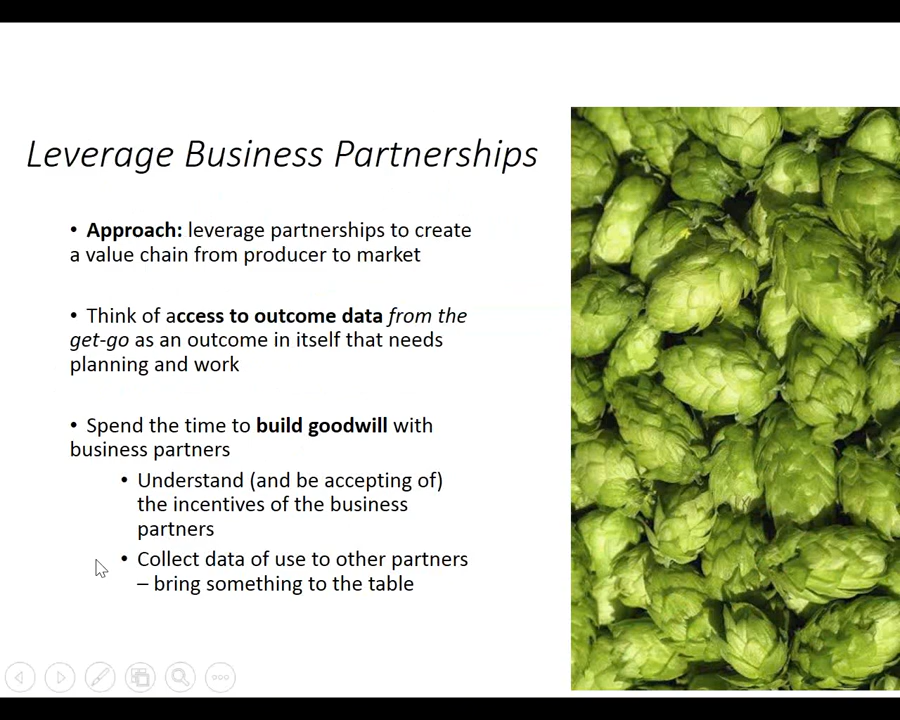 Leverage Business Partnerships
• Approach: leverage partnerships to create
a value chain from producer to market
• Think of access to outcome data from the
get-go as an outcome in itself that needs
planning and work
• Spend the time to build goodwill with
business partners
• Understand (and be accepting of)
the incentives of the business
partners
• Collect data of use to other partners
– bring something to the table